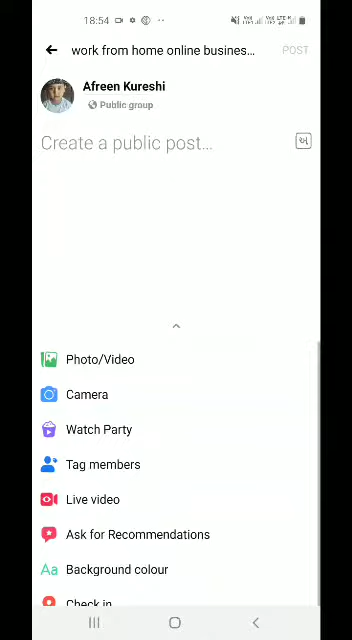 18:54
work from home online busines...
POST
Afreen Kureshi
Public group
Create a public post...
Photo/Video
Camera
Watch Party
Tag members
Live video
Ask for Recommendations
Aa Background colour
Check in